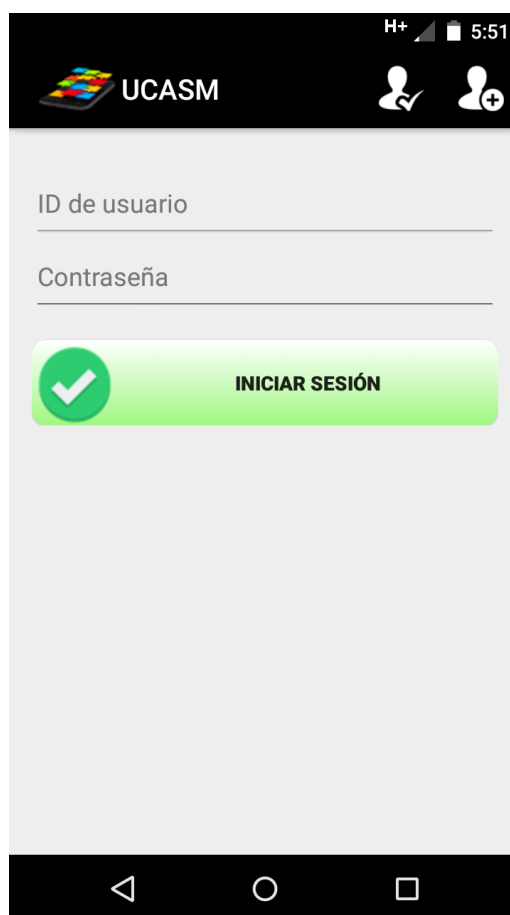 H+ 5:51
UCASM
ID de usuario
Contraseña
INICIAR SESIÓN